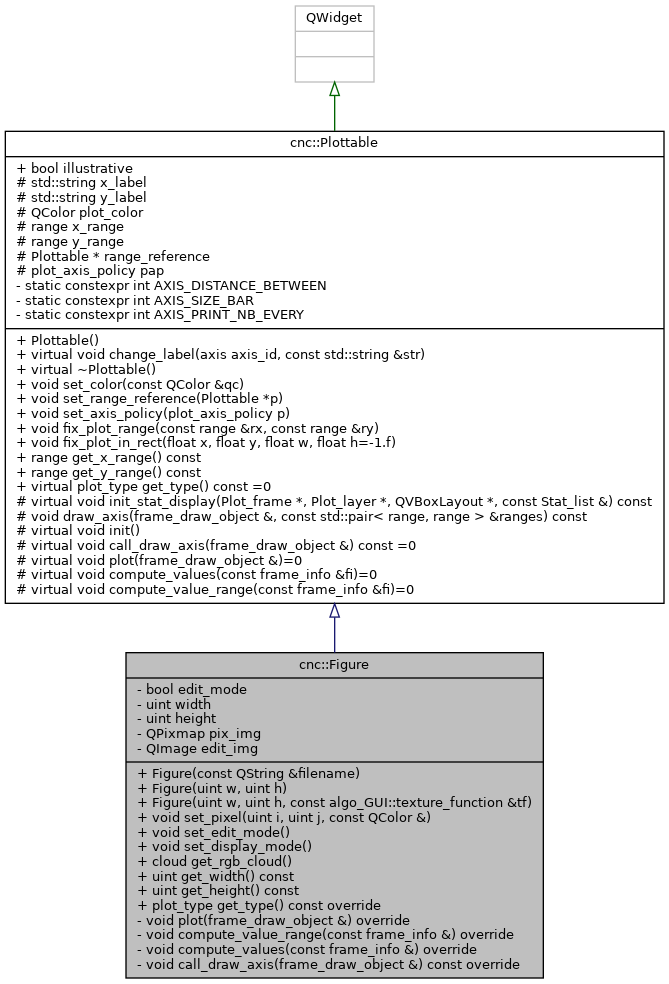 QWidget
cnc::Plottable
+ bool illustrative
# std::string x_label
# std::string y_label
# QColor plot_color
# range x_range
# range y_range
# Plottable * range_reference
# plot_axis_policy pap
- static constexpr int AXIS_DISTANCE_BETWEEN
- static constexpr int AXIS_SIZE_BAR
- static constexpr int AXIS_PRINT_NB_EVERY
+ Plottable()
+ virtual void change_label(axis axis_id, const std::string &str)
+ virtual ~Plottable()
+ void set_color(const QColor &qc)
+ void set_range_reference(Plottable *p)
+ void set_axis_policy(plot_axis_policy p)
+ void fix_plot_range(const range &rx, const range &ry)
+ void fix_plot_in_rect(float x, float y, float w, float h=-1.f)
+ range get_x_range() const
+ range get_y_range() const
+ virtual plot_type get_type() const =0
# virtual void init_stat_display(Plot_frame *, Plot_layer *, QVBoxLayout *, const Stat_list &) const
# void draw_axis(frame_draw_object &, const std::pair< range, range > &ranges) const
# virtual void init()
# virtual void call_draw_axis(frame_draw_object &) const =0
# virtual void plot(frame_draw_object &)=0
# virtual void compute_values(const frame_info &fi)=0
# virtual void compute_value_range(const frame_info &fi)=0
cnc::Figure
- bool edit_mode
- uint width
- uint height
- QPixmap pix_img
- QImage edit_img
+ Figure(const QString &filename)
+ Figure(uint w, uint h)
+ Figure(uint w, uint h, const algo_GUI::texture_function &tf)
+ void set_pixel(uint i, uint j, const QColor &)
+ void set_edit_mode()
+ void set_display_mode()
+ cloud get_rgb_cloud()
+ uint get_width() const
+ uint get_height() const
+ plot_type get_type() const override
- void plot(frame_draw_object &) override
- void compute_value_range(const frame_info &) override
- void compute_values(const frame_info &) override
- void call_draw_axis(frame_draw_object &) const override